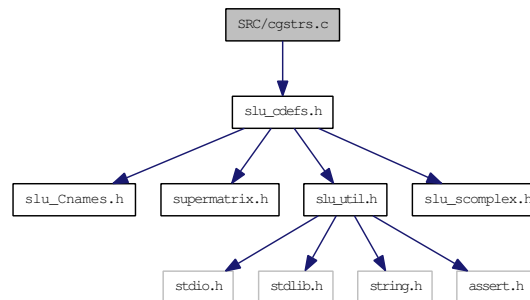 SRC/cgstrs.c
slu_cdefs.h
slu_Cnames.h
supermatrix.h
slu_util.h
slu_scomplex.h
stdio.h
stdlib.h
string.h
assert.h